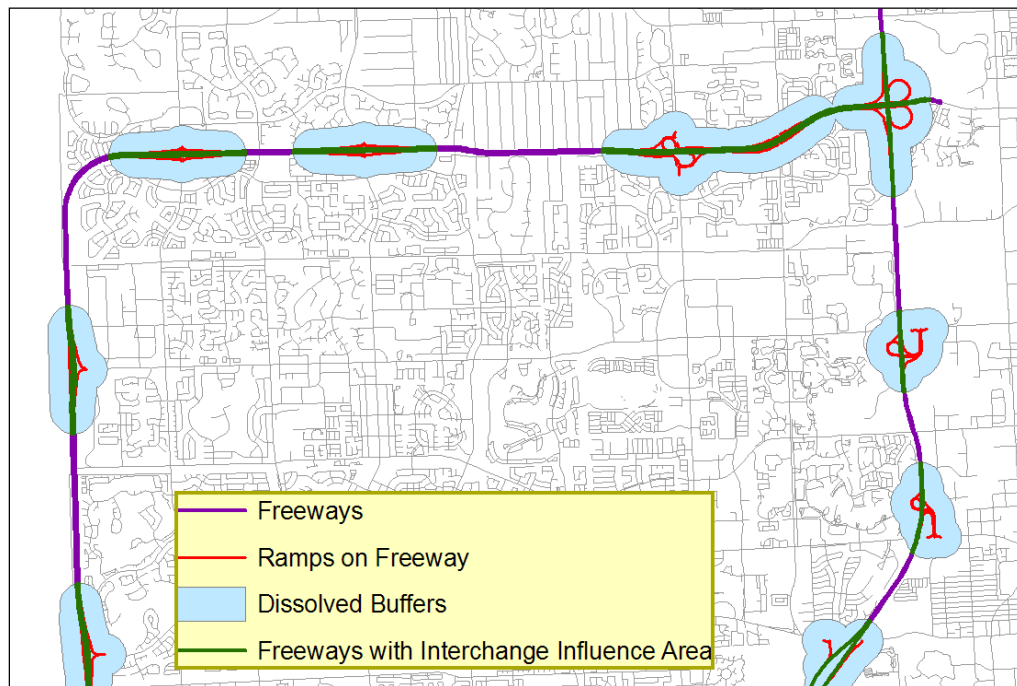 Freeways
Ramps on Freeway
Dissolved Buffers
Freeways with Interchange Influence Area